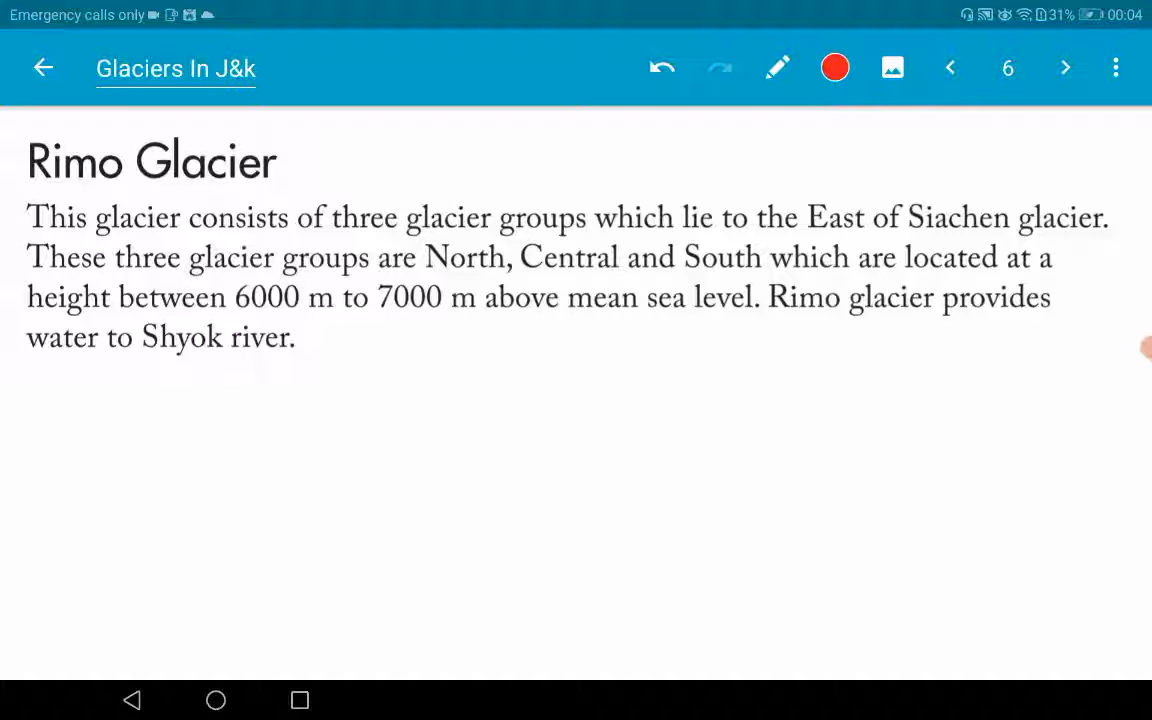 Emergency calls only
31% 00:04
Glaciers In J&k
6
Rimo Glacier
This glacier consists of three glacier groups which lie to the East of Siachen glacier.
These three glacier groups are North, Central and South which are located at a
height between 6000 m to 7000 m above mean sea level. Rimo glacier provides
water to Shyok river.